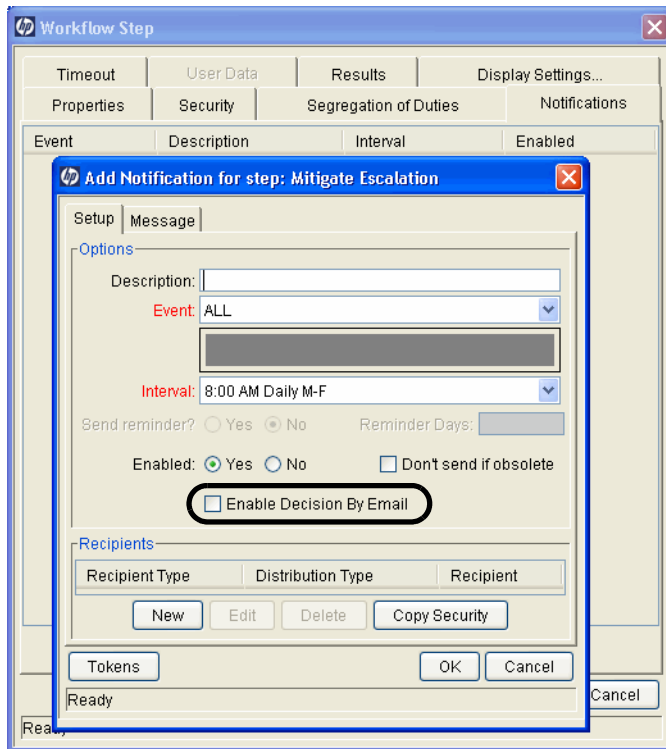 hp Workflow Step
Timeout User Data Results Display Settings...
Properties Security Segregation of Duties Notifications
Event Description Interval Enabled
hp Add Notification for step: Mitigate Escalation
Setup Message
Options
Description:
Event: ALL
Interval: 8:00 AM Daily M-F
Send reminder? Yes No Reminder Days:
Enabled: Yes No Don't send if obsolete
Enable Decision By Email
Recipients
Recipient Type Distribution Type Recipient
New Edit Delete Copy Security
Tokens OK Cancel
Ready
Cancel